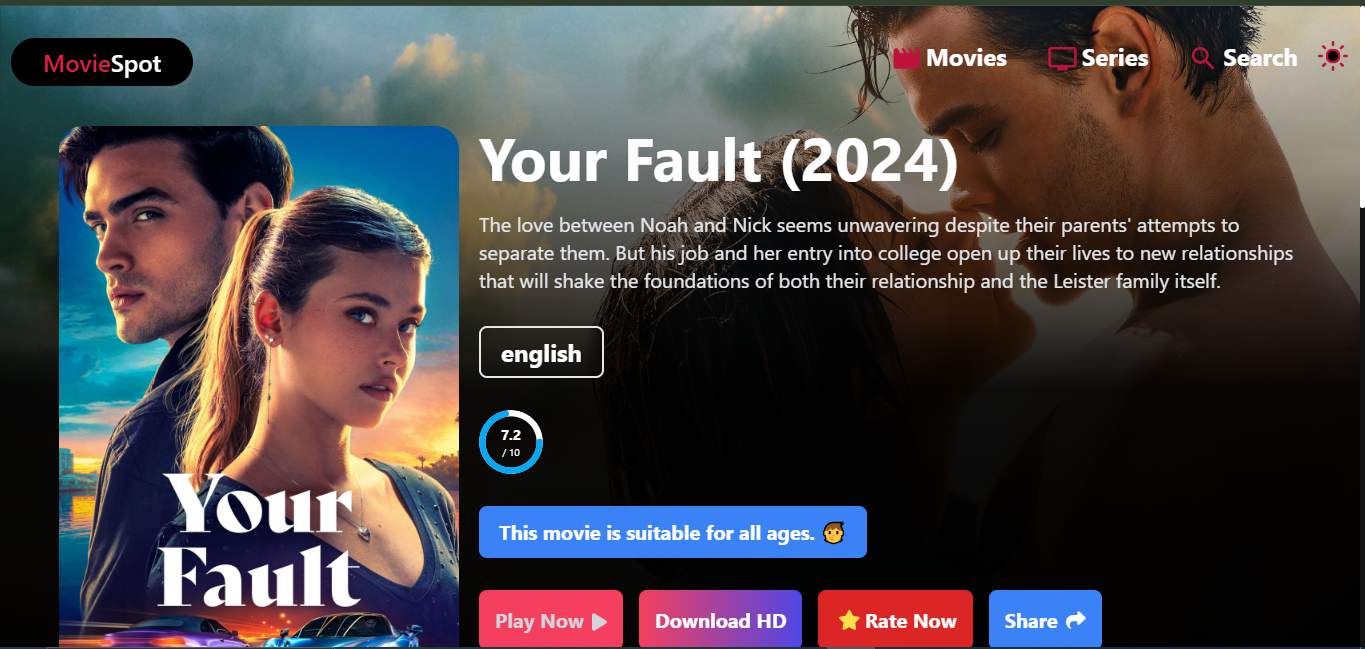 MovieSpot
Movies
Series
Search
Your Fault (2024)
The love between Noah and Nick seems unwavering despite their parents' attempts to
separate them. But his job and her entry into college open up their lives to new relationships
that will shake the foundations of both their relationship and the Leister family itself.
english
7.2
/ 10
This movie is suitable for all ages.
Play Now
Download HD
Rate Now
Share
Your
Fault